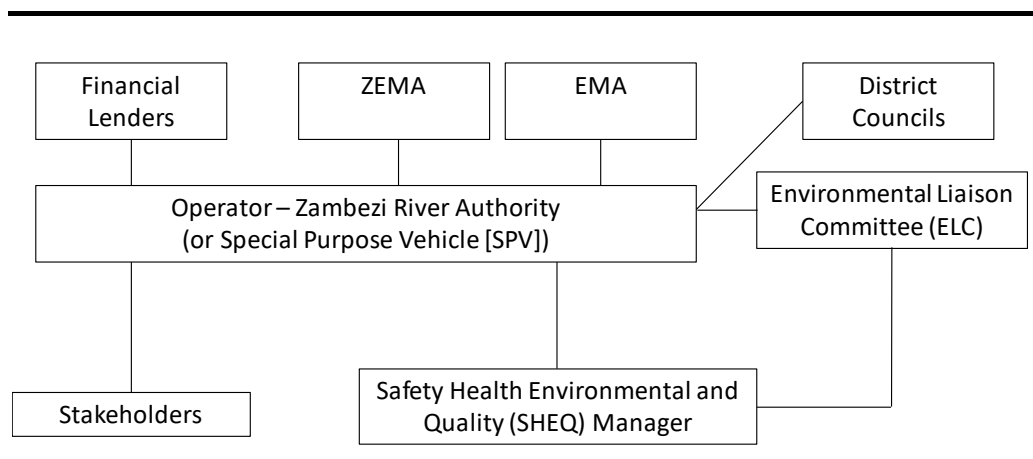 Financial
Lenders
ZEMA
EMA
District
Councils
Operator – Zambezi River Authority
(or Special Purpose Vehicle [SPV])
Environmental Liaison
Committee (ELC)
Stakeholders
Safety Health Environmental and
Quality (SHEQ) Manager